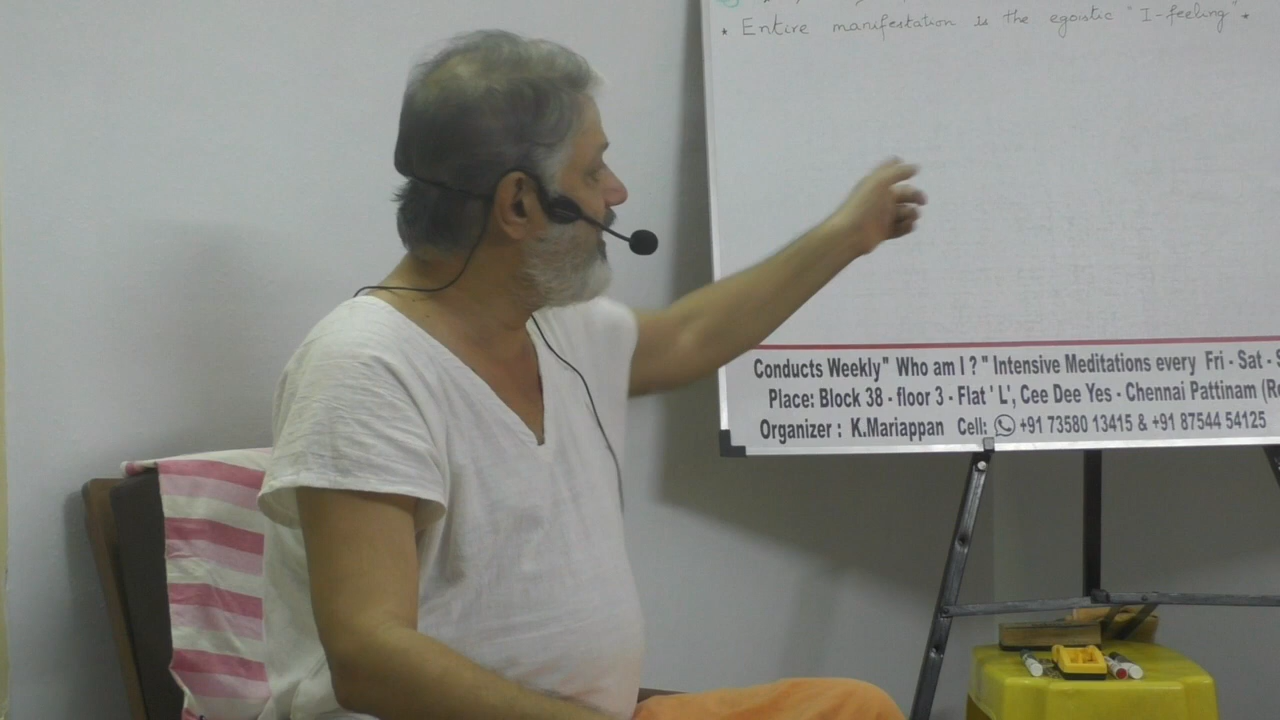 * Entire manifestation is the egoistic "I-feeling" *
Conducts Weekly" Who am I ? " Intensive Meditations every Fri - Sat -
Place: Block 38 - floor 3 - Flat ' L', Cee Dee Yes - Chennai Pattinam
Organizer : K.Mariappan Cell: +91 73580 13415 & +91 87544 54125